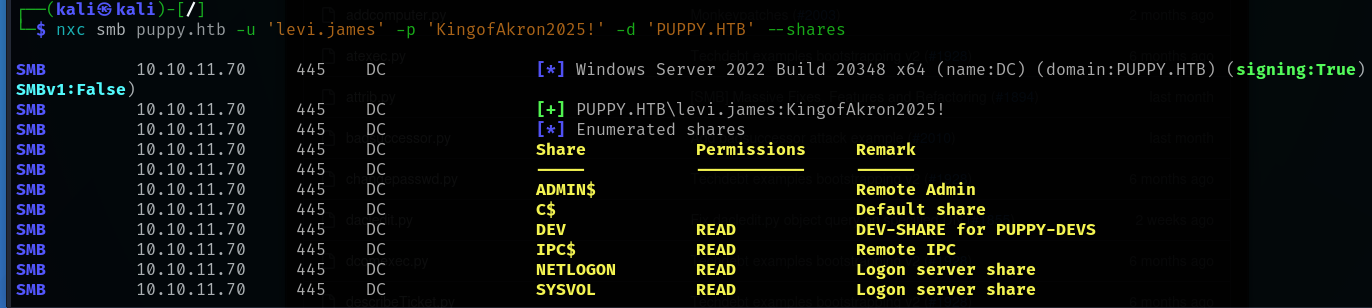 ┌──(kali㉿kali)-[/]
└─$ nxc smb puppy.htb -u 'levi.james' -p 'KingofAkron2025!' -d 'PUPPY.HTB' --shares
SMB 10.10.11.70 445 DC [*] Windows Server 2022 Build 20348 x64 (name:DC) (domain:PUPPY.HTB) (signing:True)
SMBv1:False)
SMB 10.10.11.70 445 DC [+] PUPPY.HTB\levi.james:KingofAkron2025!
SMB 10.10.11.70 445 DC [*] Enumerated shares
SMB 10.10.11.70 445 DC Share Permissions Remark
SMB 10.10.11.70 445 DC ----- ----------- ------
SMB 10.10.11.70 445 DC ADMIN$ Remote Admin
SMB 10.10.11.70 445 DC C$ Default share
SMB 10.10.11.70 445 DC DEV READ DEV-SHARE for PUPPY-DEVS
SMB 10.10.11.70 445 DC IPC$ READ Remote IPC
SMB 10.10.11.70 445 DC NETLOGON READ Logon server share
SMB 10.10.11.70 445 DC SYSVOL READ Logon server share